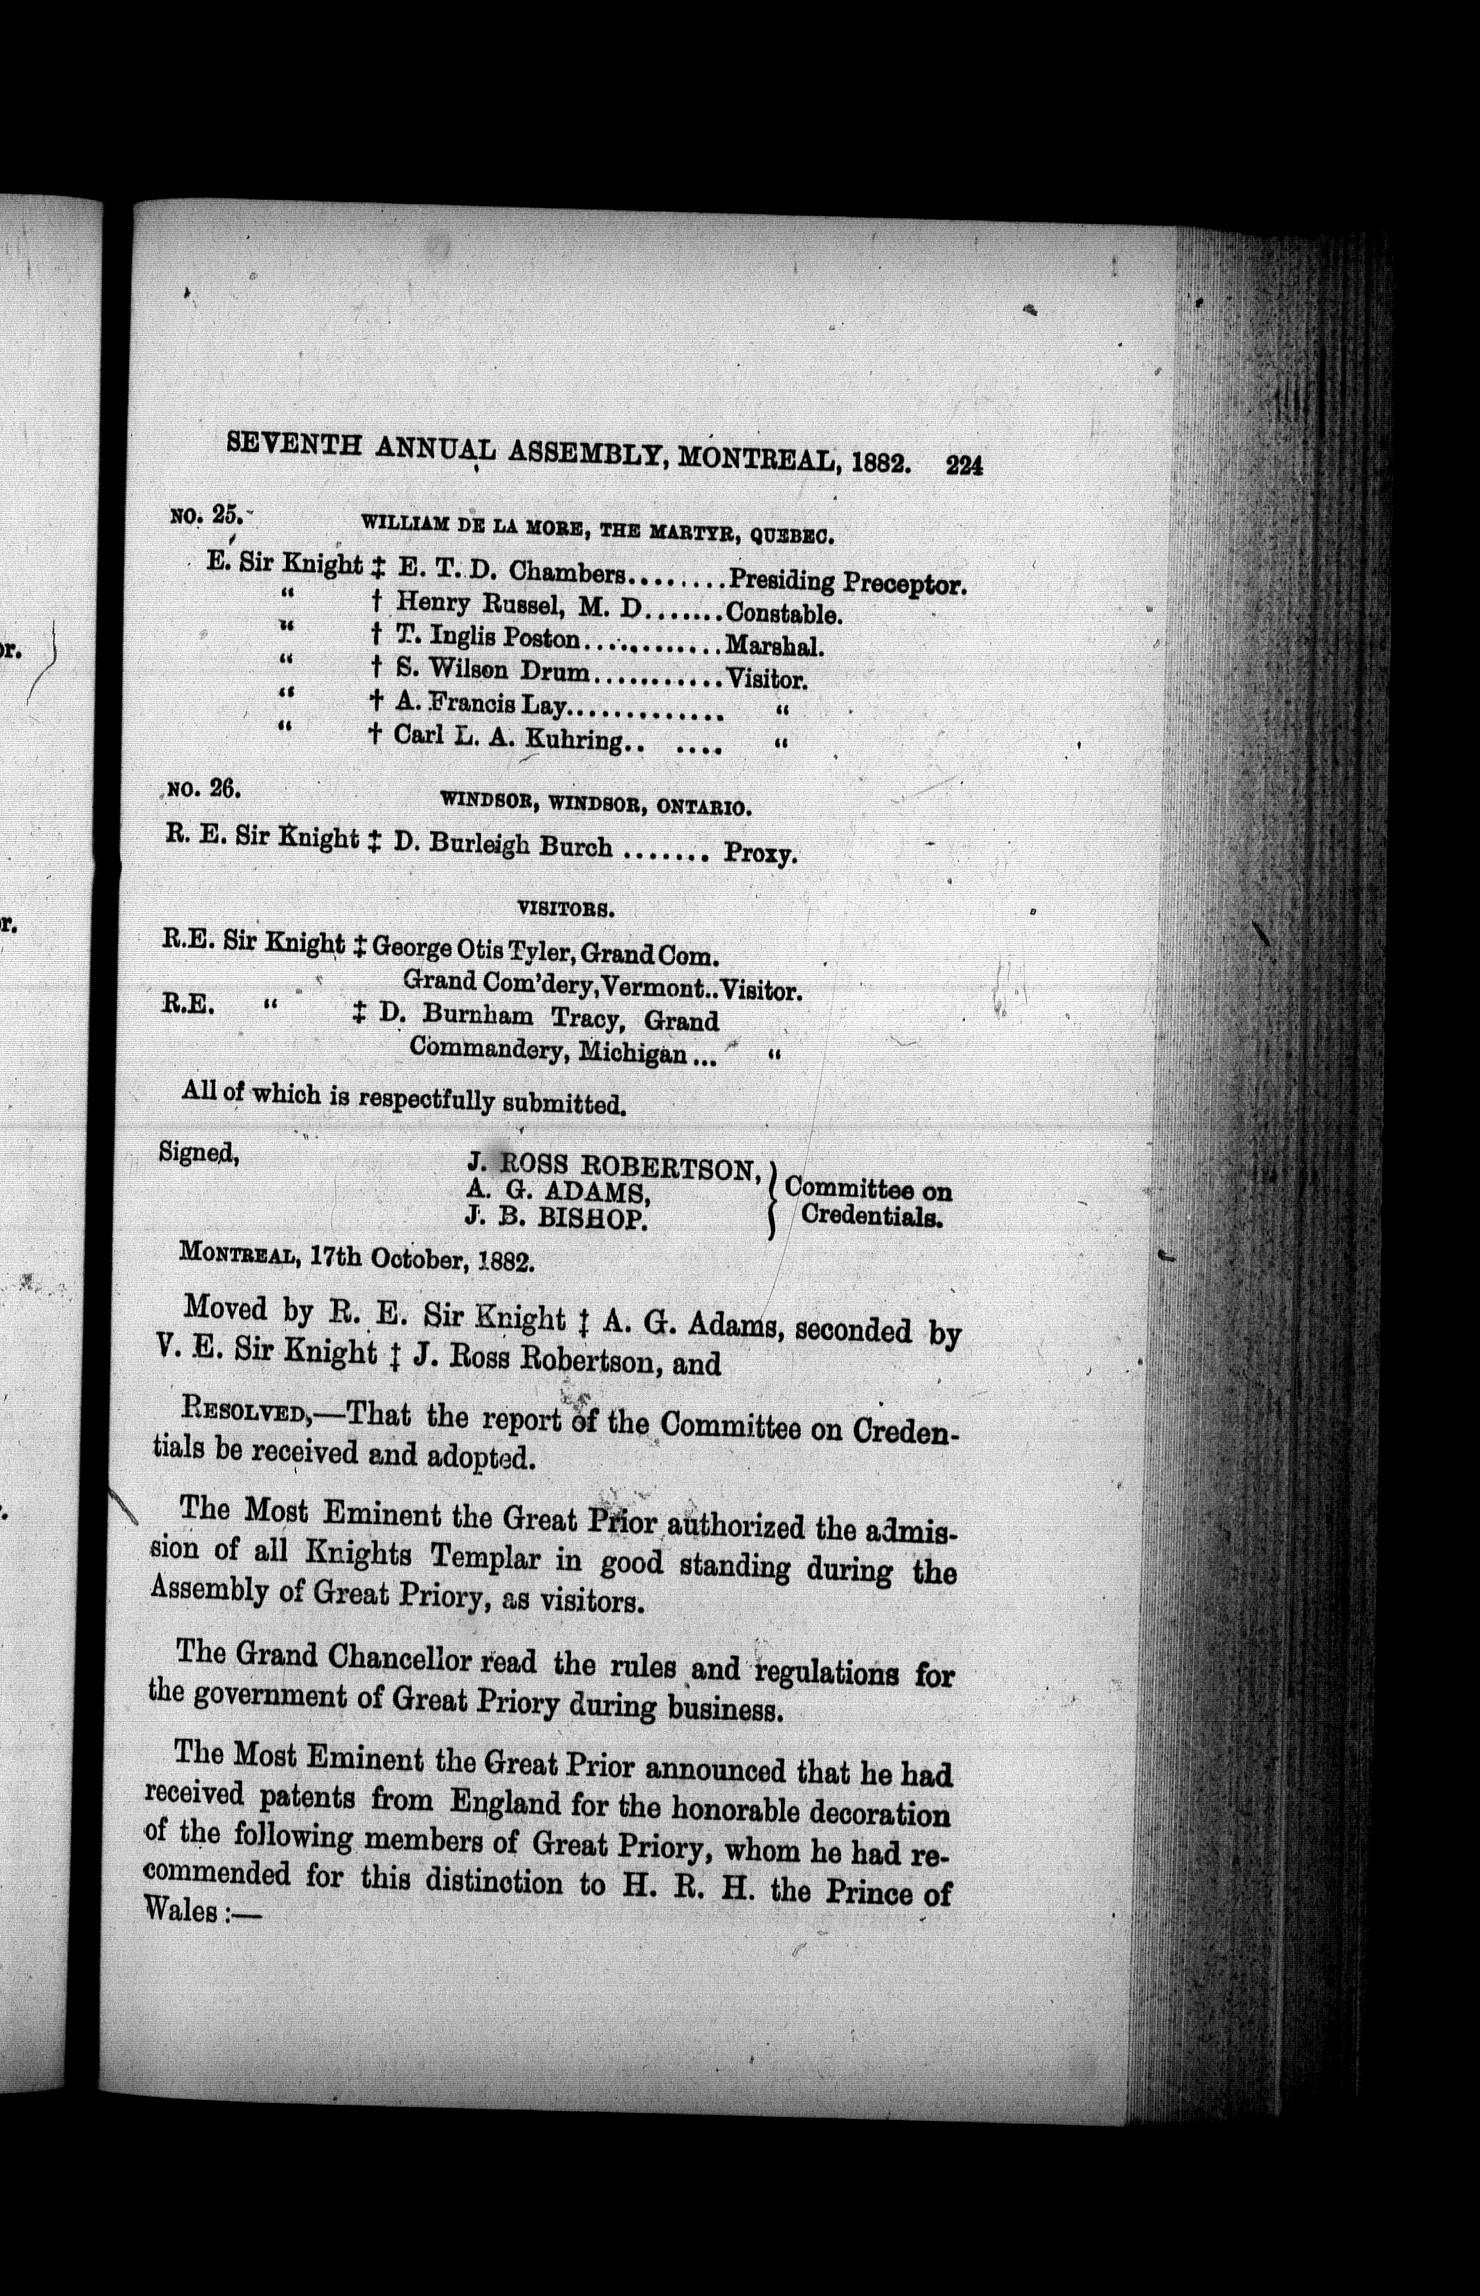 SEVENTH ANNUAL ASSEMBLY, MONTREAL, 1882. 224
NO. 25. WILLIAM DE LA MORE, THE MARTYR, QUEBEC.
E. Sir Knight ‡ E. T. D. Chambers........Presiding Preceptor.
“ † Henry Russel, M. D.......Constable.
“ † T. Inglis Poston............Marshal.
“ † S. Wilson Drum...........Visitor.
“ † A. Francis Lay............. “
“ † Carl L. A. Kuhring.. .... “
NO. 26. WINDSOR, WINDSOR, ONTARIO.
R. E. Sir Knight ‡ D. Burleigh Burch ....... Proxy.
VISITORS.
R.E. Sir Knight ‡ George Otis Tyler, Grand Com.
Grand Com’dery, Vermont..Visitor.
R.E. “ ‡ D. Burnham Tracy, Grand
Commandery, Michigan ... “
All of which is respectfully submitted.
Signed,
J. ROSS ROBERTSON,
A. G. ADAMS,
J. B. BISHOP.
} Committee on
Credentials.
MONTREAL, 17th October, 1882.
Moved by R. E. Sir Knight ‡ A. G. Adams, seconded by
V. E. Sir Knight ‡ J. Ross Robertson, and
RESOLVED,—That the report of the Committee on Creden-
tials be received and adopted.
The Most Eminent the Great Prior authorized the admis-
sion of all Knights Templar in good standing during the
Assembly of Great Priory, as visitors.
The Grand Chancellor read the rules and regulations for
the government of Great Priory during business.
The Most Eminent the Great Prior announced that he had
received patents from England for the honorable decoration
of the following members of Great Priory, whom he had re-
commended for this distinction to H. R. H. the Prince of
Wales :—